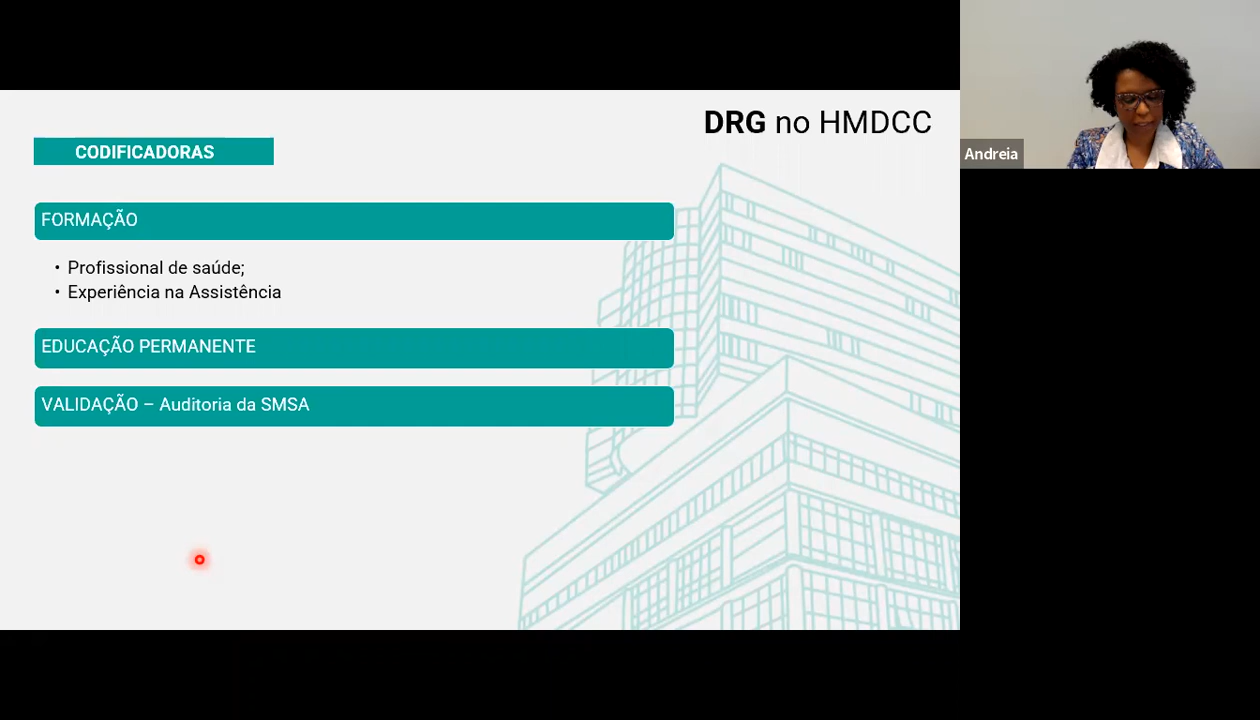 DRG no HMDCC
CODIFICADORAS
FORMAÇÃO
• Profissional de saúde;
• Experiência na Assistência
EDUCAÇÃO PERMANENTE
VALIDAÇÃO – Auditoria da SMSA
Andreia